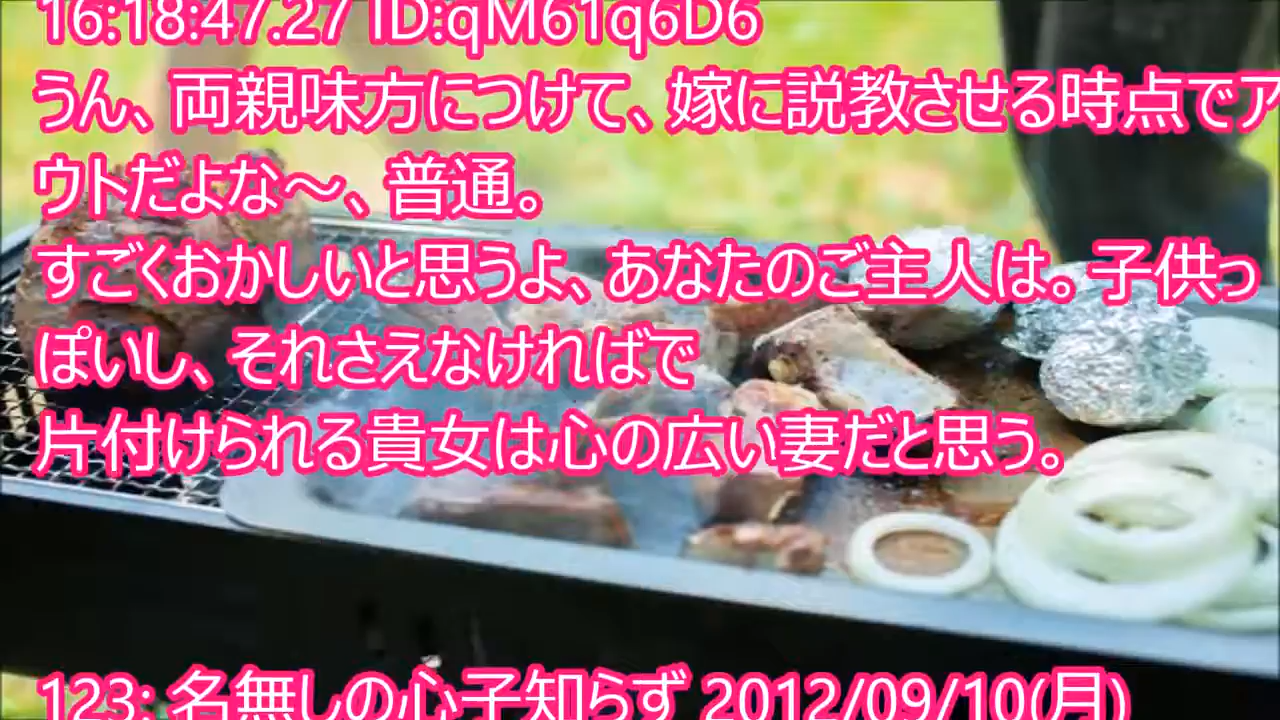 16:18:47.27 ID:qM61q6D6
うん、両親味方につけて、嫁に説教させる時点でア
ウトだよな～、普通。
すごくおかしいと思うよ、あなたのご主人は。子供っ
ぽいし、それさえなければで
片付けられる貴女は心の広い妻だと思う。
123: 名無しの心子知らず 2012/09/10(月)